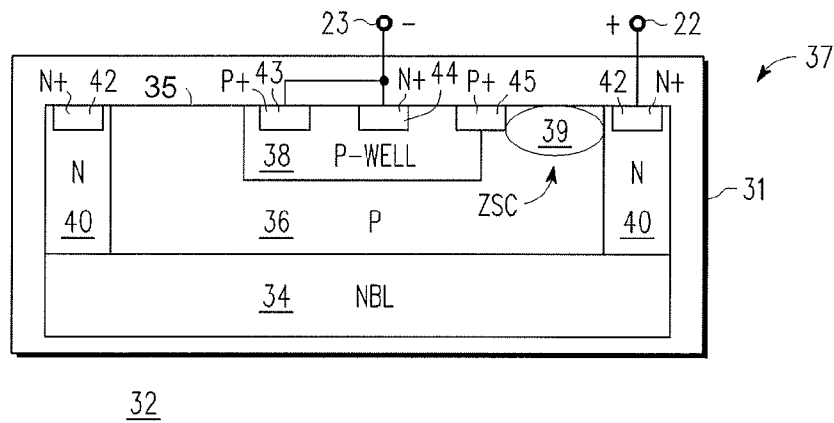 23 - + 22
37
N+ 42 35 P+ 43 N+ 44 P+ 45 42 N+
39
38 P-WELL
N N
ZSC 31
40 36 P 40
34 NBL
32